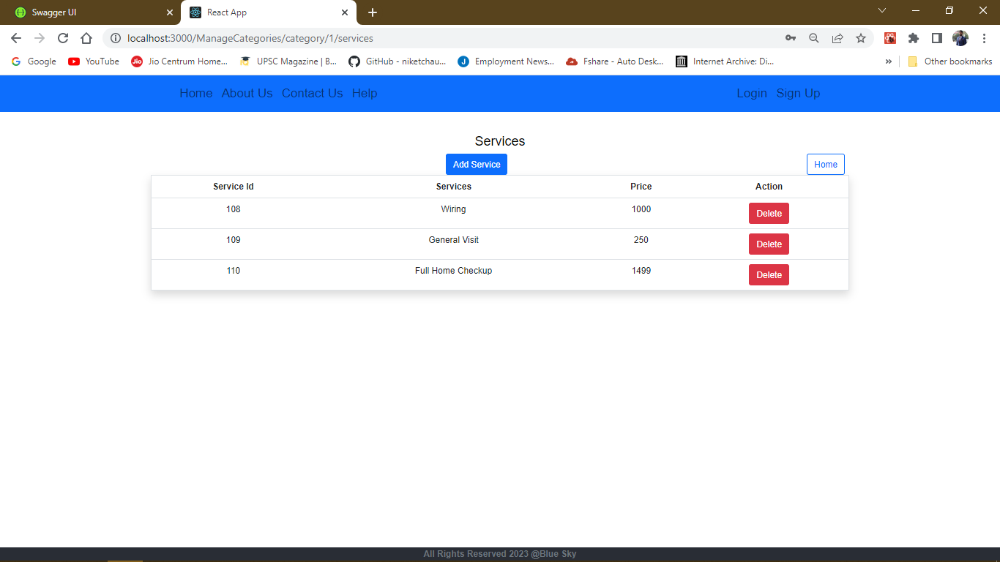 Swagger UI
React App
localhost:3000/ManageCategories/category/1/services
Google YouTube Jio Centrum Home... UPSC Magazine | B... GitHub - niketchau... Employment News... Fshare - Auto Desk... Internet Archive: Di... » Other bookmarks
Home About Us Contact Us Help Login Sign Up
Services
Add Service Home
Service Id Services Price Action
108 Wiring 1000 Delete
109 General Visit 250 Delete
110 Full Home Checkup 1499 Delete
All Rights Reserved 2023 @Blue Sky